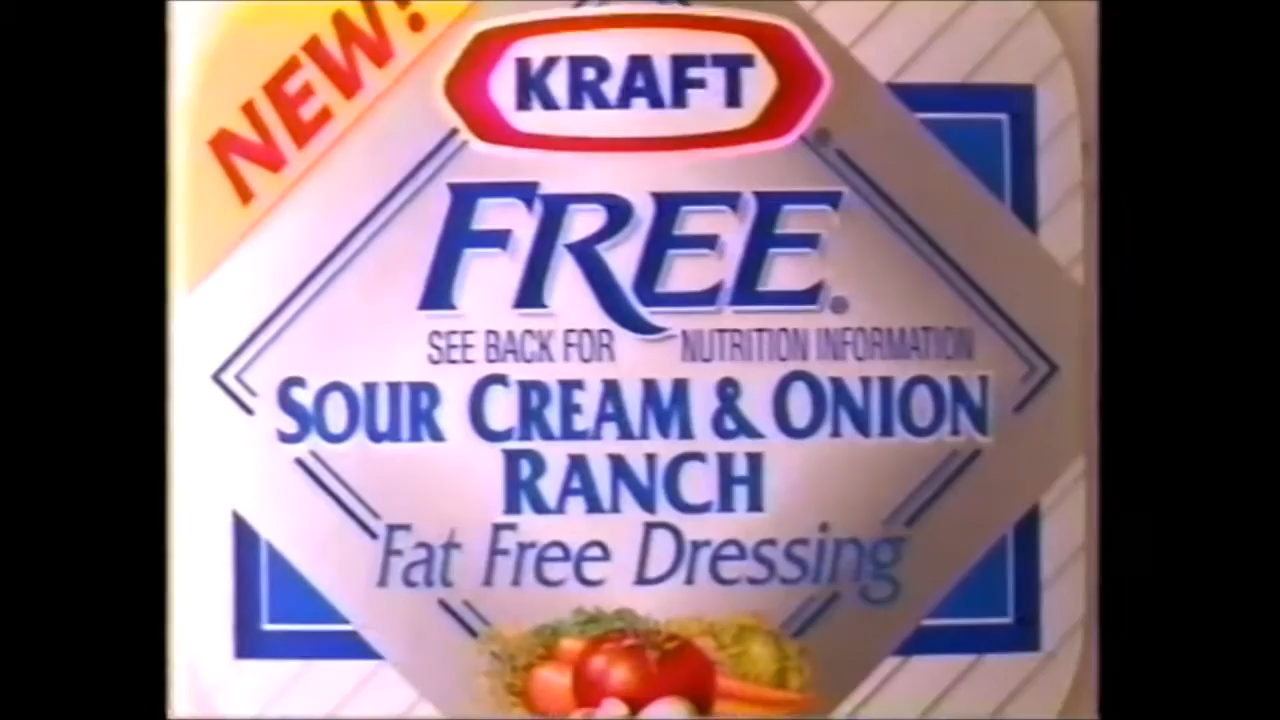 NEW!
KRAFT
FREE.
SEE BACK FOR NUTRITION INFORMATION
SOUR CREAM & ONION
RANCH
Fat Free Dressing